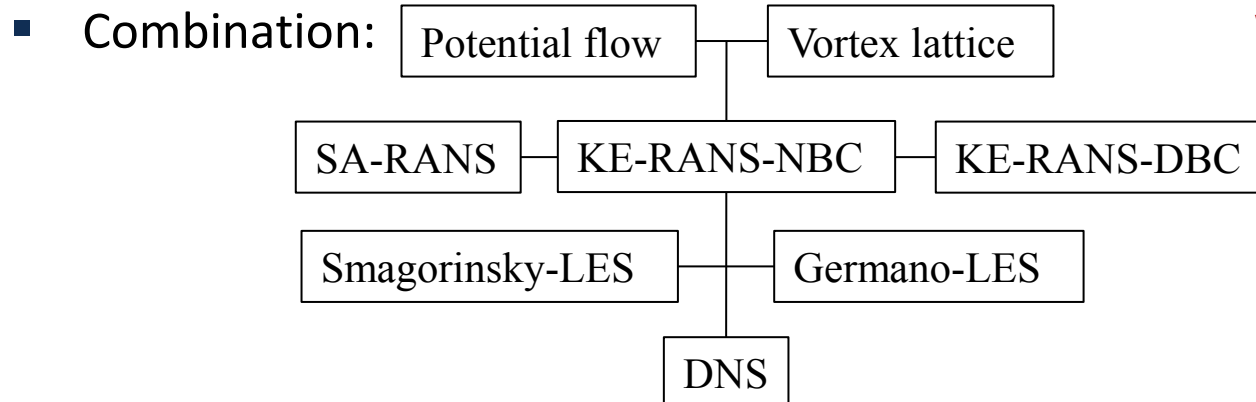 ▪ Combination:
Potential flow Vortex lattice
SA-RANS KE-RANS-NBC KE-RANS-DBC
Smagorinsky-LES Germano-LES
DNS